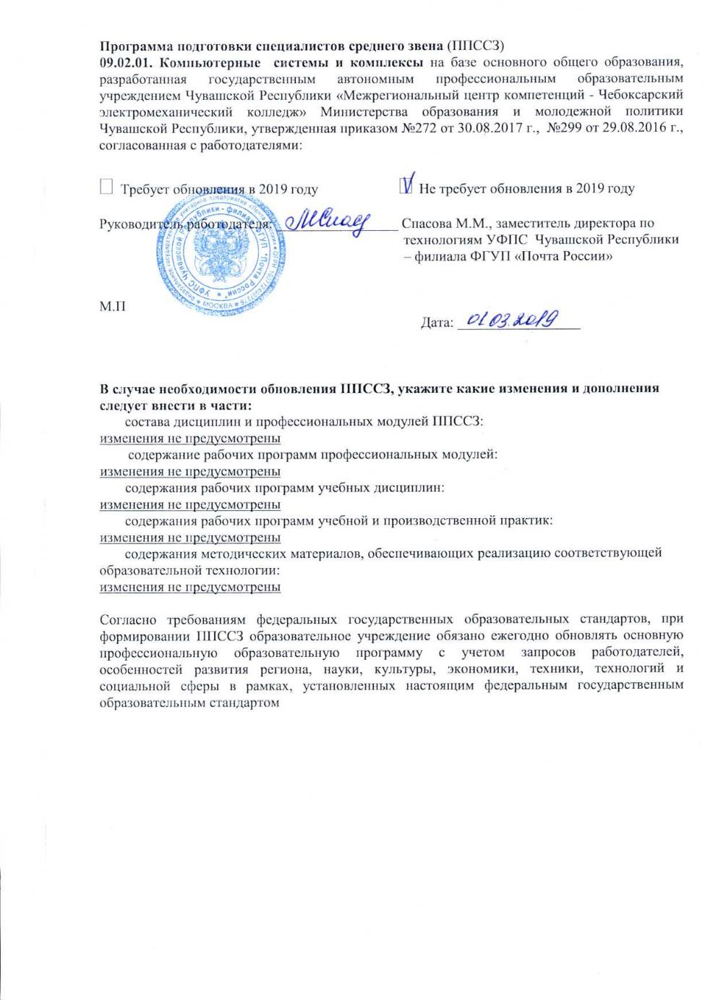 Программа подготовки специалистов среднего звена (ППССЗ)
09.02.01. Компьютерные системы и комплексы на базе основного общего образования,
разработанная государственным автономным профессиональным образовательным
учреждением Чувашской Республики «Межрегиональный центр компетенций - Чебоксарский
электромеханический колледж» Министерства образования и молодежной политики
Чувашской Республики, утвержденная приказом №272 от 30.08.2017 г., №299 от 29.08.2016 г.,
согласованная с работодателями:
Требует обновления в 2019 году
V Не требует обновления в 2019 году
Руководитель работодателя: Спасова М.М., заместитель директора по
технологиям УФПС Чувашской Республики
– филиала ФГУП «Почта России»
УФПС Чувашской Республики - филиал ФГУП "Почта России"
МОСКВА
М.П
Дата: 01.03.2019
В случае необходимости обновления ППССЗ, укажите какие изменения и дополнения
следует внести в части:
состава дисциплин и профессиональных модулей ППССЗ:
изменения не предусмотрены
содержание рабочих программ профессиональных модулей:
изменения не предусмотрены
содержания рабочих программ учебных дисциплин:
изменения не предусмотрены
содержания рабочих программ учебной и производственной практик:
изменения не предусмотрены
содержания методических материалов, обеспечивающих реализацию соответствующей
образовательной технологии:
изменения не предусмотрены
Согласно требованиям федеральных государственных образовательных стандартов, при
формировании ППССЗ образовательное учреждение обязано ежегодно обновлять основную
профессиональную образовательную программу с учетом запросов работодателей,
особенностей развития региона, науки, культуры, экономики, техники, технологий и
социальной сферы в рамках, установленных настоящим федеральным государственным
образовательным стандартом